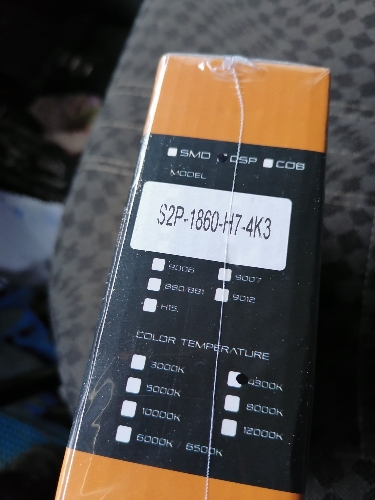 SMD CSP COB
MODEL
S2P-1860-H7-4K3
9006 9007
880/881 9012
H15.
COLOR TEMPERATURE
3000K 4300K
5000K 8000K
10000K 12000K
6000K / 6500K